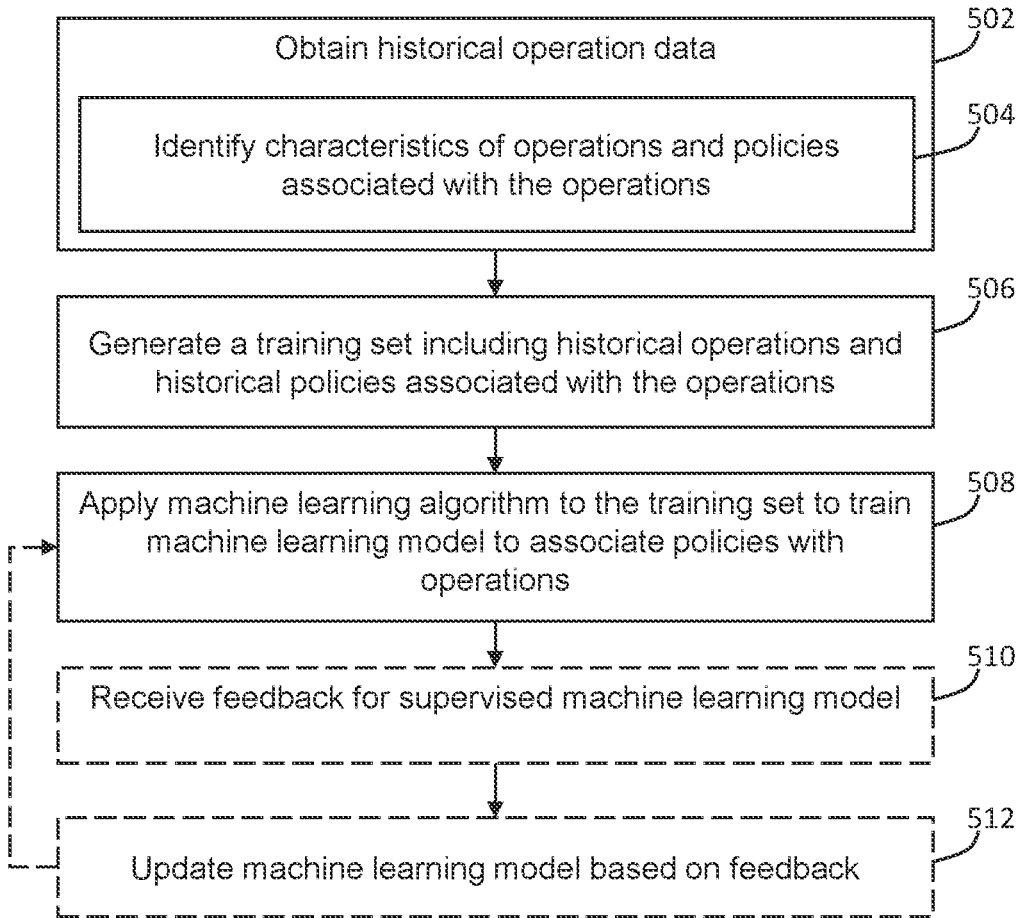 502
Obtain historical operation data
504
Identify characteristics of operations and policies
associated with the operations
506
Generate a training set including historical operations and
historical policies associated with the operations
508
Apply machine learning algorithm to the training set to train
machine learning model to associate policies with
operations
510
Receive feedback for supervised machine learning model
512
Update machine learning model based on feedback